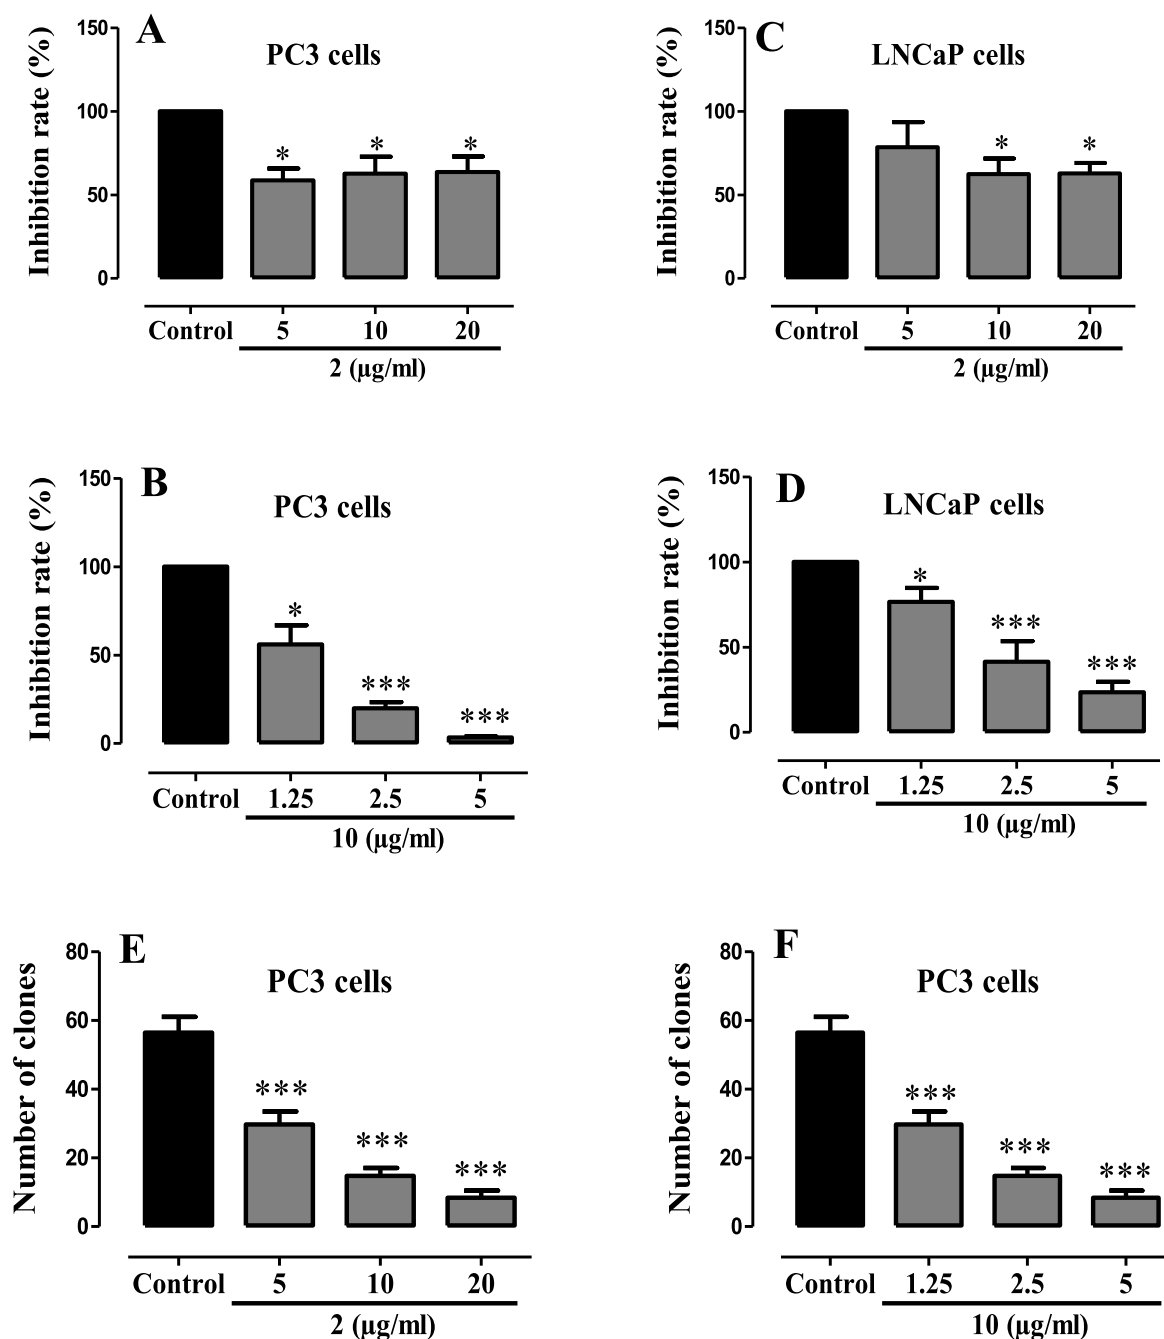 A
PC3 cells
Inhibition rate (%)
150
100
50
0
*
*
*
Control 5 10 20
2 (µg/ml)
C
LNCaP cells
Inhibition rate (%)
150
100
50
0
*
*
Control 5 10 20
2 (µg/ml)
B
PC3 cells
Inhibition rate (%)
150
100
50
0
*
***
***
Control 1.25 2.5 5
10 (µg/ml)
D
LNCaP cells
Inhibition rate (%)
150
100
50
0
*
***
***
Control 1.25 2.5 5
10 (µg/ml)
E
PC3 cells
Number of clones
80
60
40
20
0
***
***
***
Control 5 10 20
2 (µg/ml)
F
PC3 cells
Number of clones
80
60
40
20
0
***
***
***
Control 1.25 2.5 5
10 (µg/ml)